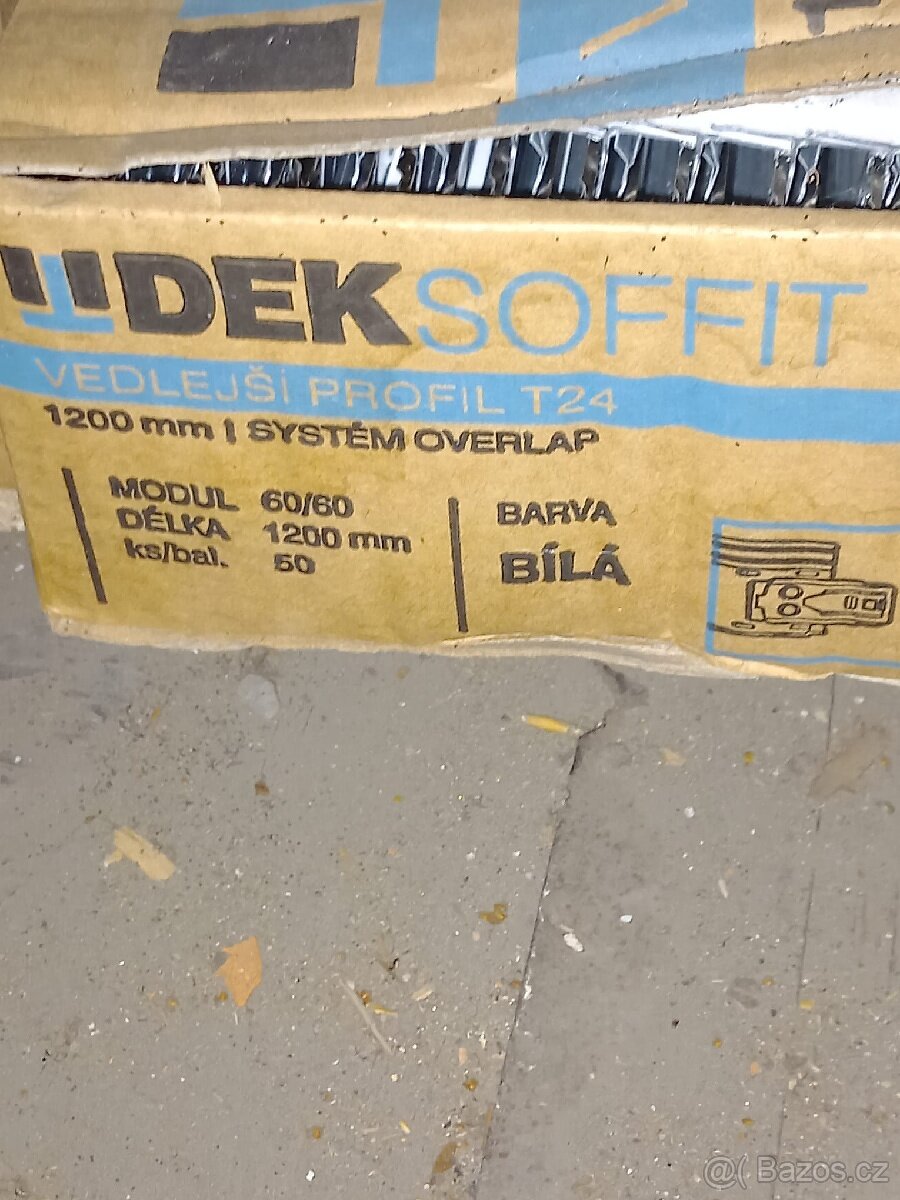 DEKSOFFIT
VEDLEJŠÍ PROFIL T24
1200 mm | SYSTÉM OVERLAP
MODUL 60/60
DÉLKA 1200 mm
ks/bal. 50
BARVA
BÍLÁ
@( Bazos.cz